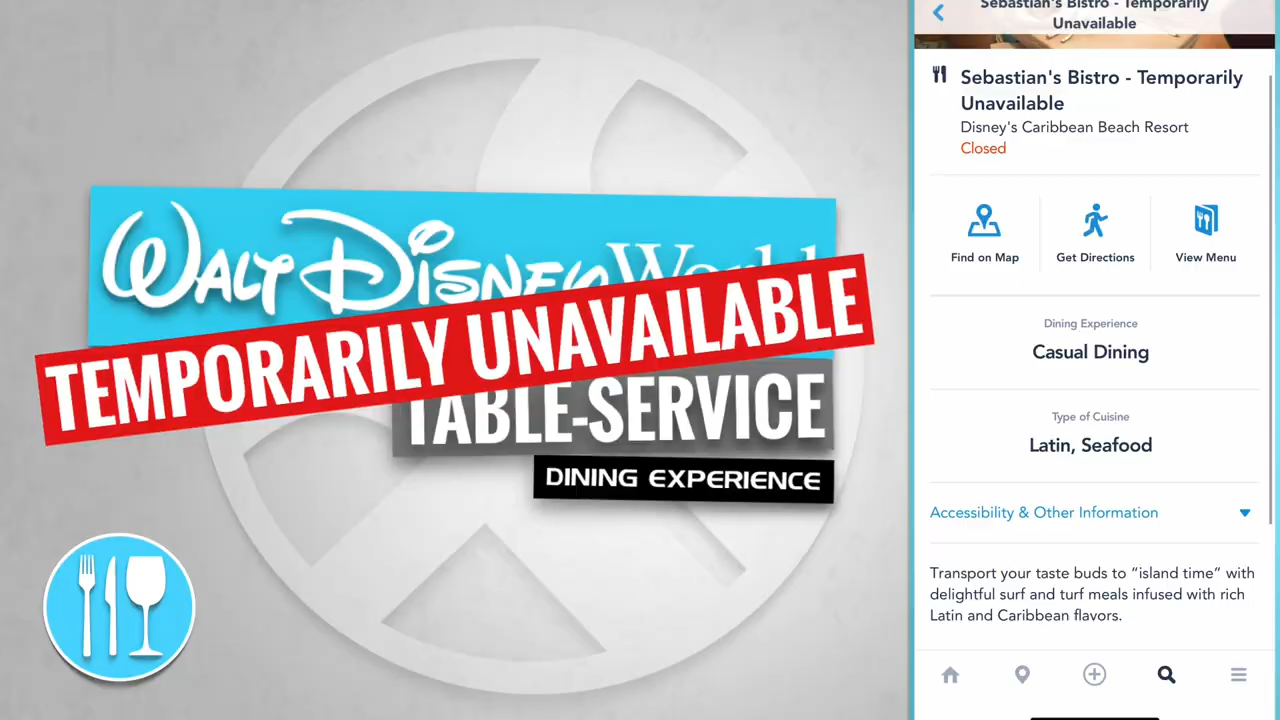 WALT DISNEY World
TEMPORARILY UNAVAILABLE
TABLE-SERVICE
DINING EXPERIENCE
Sebastian's Bistro - Temporarily
Unavailable
Sebastian's Bistro - Temporarily
Unavailable
Disney's Caribbean Beach Resort
Closed
Find on Map
Get Directions
View Menu
Dining Experience
Casual Dining
Type of Cuisine
Latin, Seafood
Accessibility & Other Information
Transport your taste buds to “island time” with
delightful surf and turf meals infused with rich
Latin and Caribbean flavors.